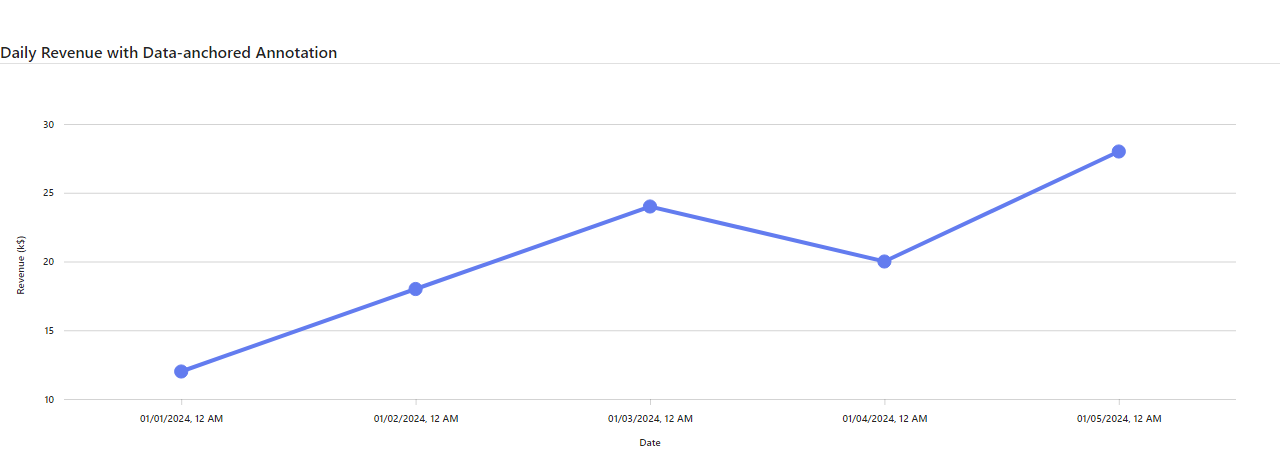 Daily Revenue with Data-anchored Annotation
30
25
20
15
10
Revenue (k$)
01/01/2024, 12 AM
01/02/2024, 12 AM
01/03/2024, 12 AM
01/04/2024, 12 AM
01/05/2024, 12 AM
Date